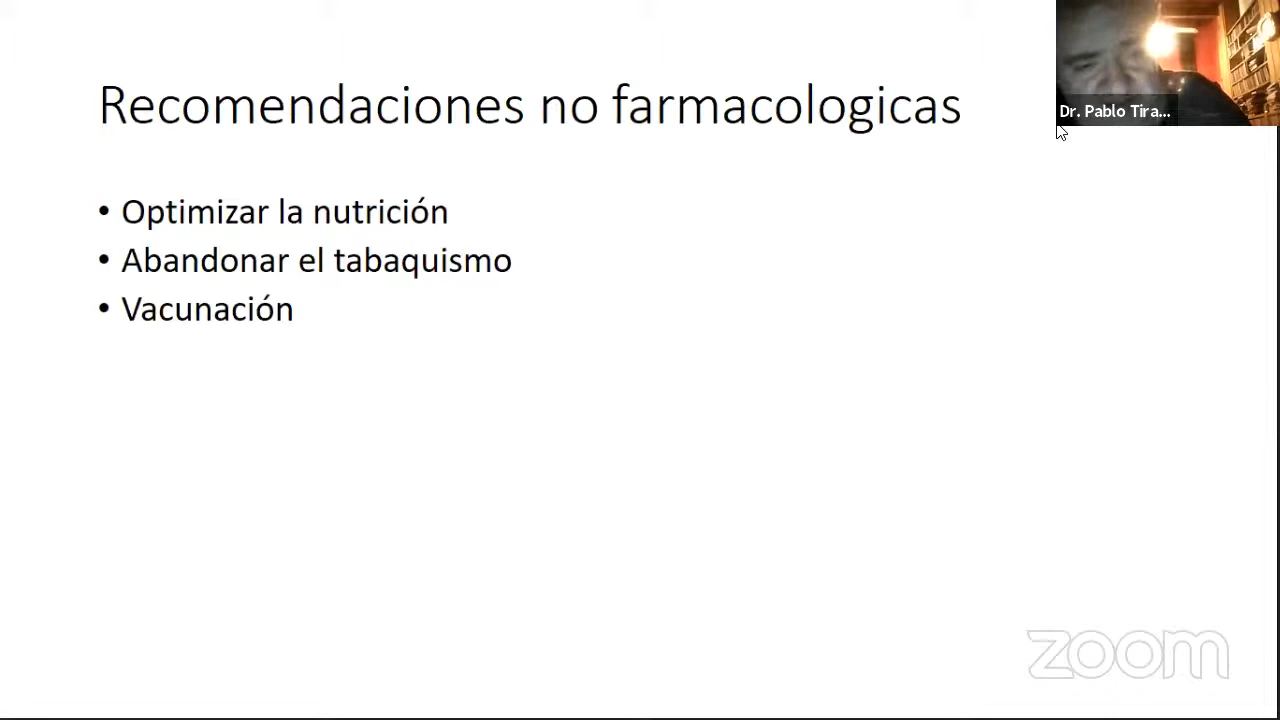 Recomendaciones no farmacologicas
Dr. Pablo Tira...
• Optimizar la nutrición
• Abandonar el tabaquismo
• Vacunación
zoom